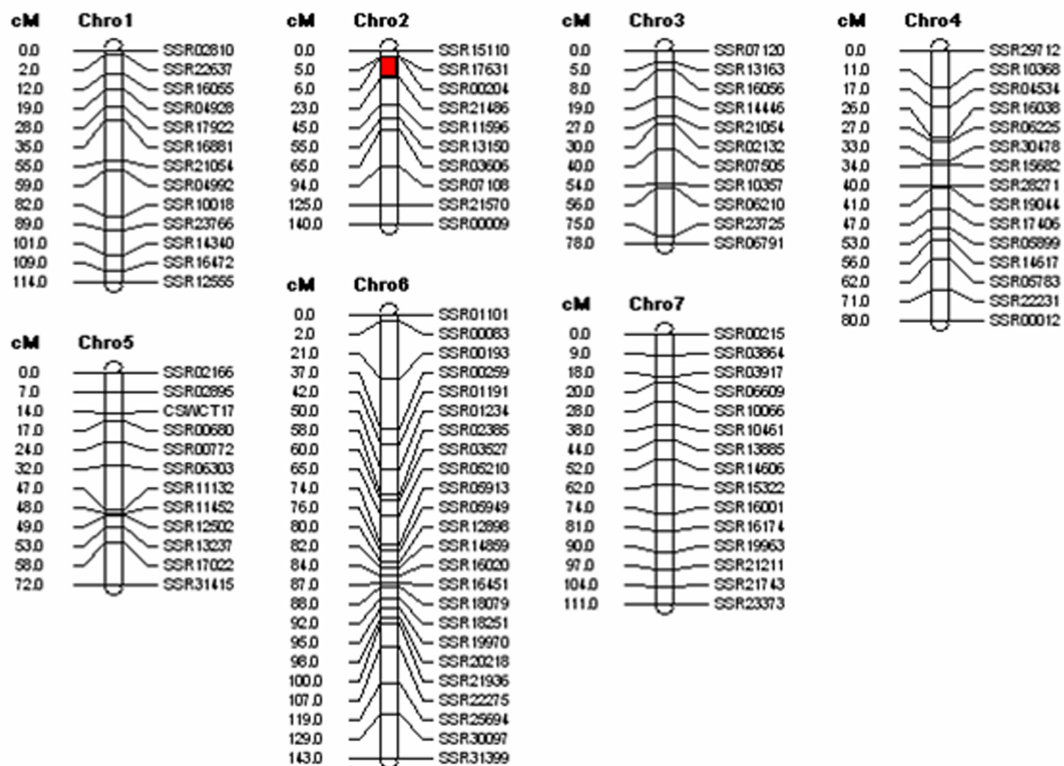 cM Chro1
0.0 SSR02810
2.0 SSR22637
12.0 SSR16055
19.0 SSR04928
28.0 SSR17922
35.0 SSR16881
55.0 SSR21054
59.0 SSR04992
82.0 SSR10018
89.0 SSR23766
101.0 SSR14340
109.0 SSR16472
114.0 SSR12555
cM Chro2
0.0 SSR15110
5.0 SSR17631
6.0 SSR00204
23.0 SSR21486
45.0 SSR11596
55.0 SSR13150
65.0 SSR03606
94.0 SSR07108
125.0 SSR21570
140.0 SSR00009
cM Chro3
0.0 SSR07120
5.0 SSR13163
8.0 SSR16056
19.0 SSR14446
27.0 SSR21054
30.0 SSR02132
40.0 SSR07505
54.0 SSR10357
56.0 SSR06210
75.0 SSR23725
78.0 SSR06791
cM Chro4
0.0 SSR29712
11.0 SSR10368
17.0 SSR04534
26.0 SSR16038
27.0 SSR06226
33.0 SSR30478
34.0 SSR15682
40.0 SSR28271
41.0 SSR19044
47.0 SSR17406
53.0 SSR05899
56.0 SSR14617
62.0 SSR05783
71.0 SSR22231
80.0 SSR00012
cM Chro5
0.0 SSR02166
7.0 SSR02895
14.0 CSWCT17
17.0 SSR00680
24.0 SSR00772
32.0 SSR06303
47.0 SSR11132
48.0 SSR11452
49.0 SSR12502
53.0 SSR13237
58.0 SSR17022
72.0 SSR31415
cM Chro6
0.0 SSR01101
2.0 SSR00083
21.0 SSR00193
37.0 SSR00259
42.0 SSR01191
50.0 SSR01234
58.0 SSR02385
60.0 SSR03527
65.0 SSR05210
74.0 SSR05913
76.0 SSR05949
80.0 SSR12898
82.0 SSR14859
84.0 SSR16020
87.0 SSR16451
88.0 SSR18079
92.0 SSR18251
95.0 SSR19970
98.0 SSR20218
100.0 SSR21936
107.0 SSR22275
119.0 SSR25694
129.0 SSR30097
143.0 SSR31399
cM Chro7
0.0 SSR00215
9.0 SSR03864
18.0 SSR03917
20.0 SSR06609
28.0 SSR10066
38.0 SSR10461
44.0 SSR13885
52.0 SSR14606
62.0 SSR15322
74.0 SSR16001
81.0 SSR16174
90.0 SSR19963
97.0 SSR21211
104.0 SSR21743
111.0 SSR23373